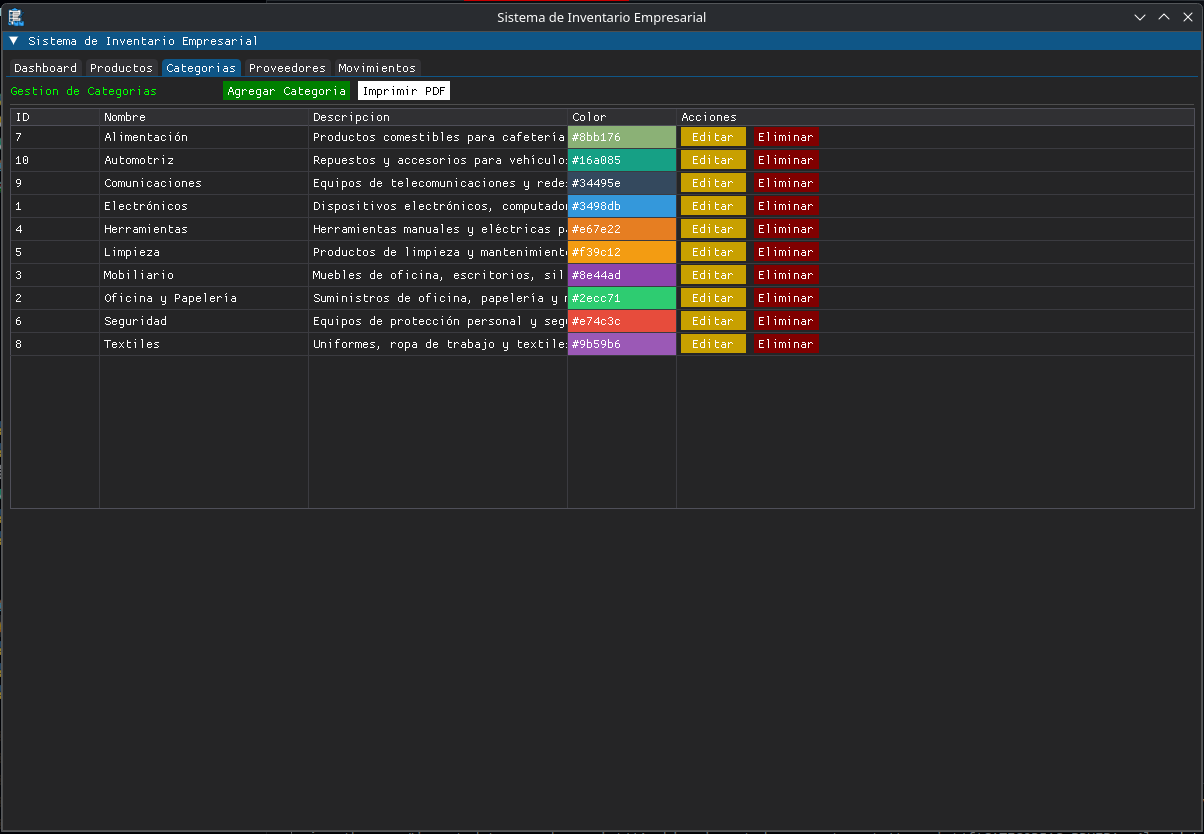 Sistema de Inventario Empresarial
Sistema de Inventario Empresarial
Dashboard Productos Categorias Proveedores Movimientos
Gestion de Categorias Agregar Categoria Imprimir PDF
ID Nombre Descripcion Color Acciones
7 Alimentación Productos comestibles para cafetería #8bb176 Editar Eliminar
10 Automotriz Repuestos y accesorios para vehículos #16a085 Editar Eliminar
9 Comunicaciones Equipos de telecomunicaciones y redes #34495e Editar Eliminar
1 Electrónicos Dispositivos electrónicos, computado #3498db Editar Eliminar
4 Herramientas Herramientas manuales y eléctricas p #e67e22 Editar Eliminar
5 Limpieza Productos de limpieza y mantenimient #f39c12 Editar Eliminar
3 Mobiliario Muebles de oficina, escritorios, sil #8e44ad Editar Eliminar
2 Oficina y Papelería Suministros de oficina, papelería y #2ecc71 Editar Eliminar
6 Seguridad Equipos de protección personal y seg #e74c3c Editar Eliminar
8 Textiles Uniformes, ropa de trabajo y textile #9b59b6 Editar Eliminar